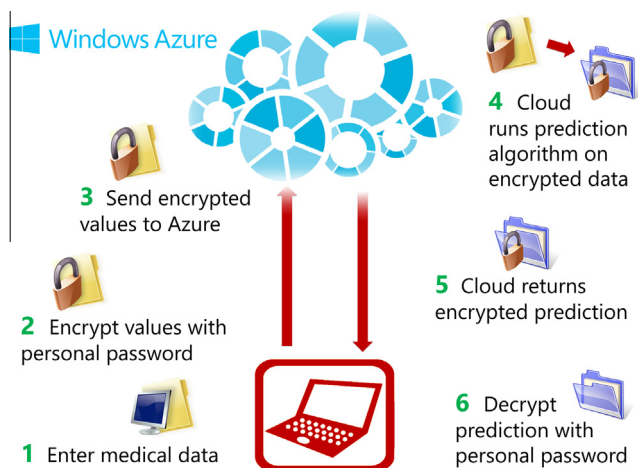 Windows Azure
1 Enter medical data
2 Encrypt values with
personal password
3 Send encrypted
values to Azure
4 Cloud
runs prediction
algorithm on
encrypted data
5 Cloud returns
encrypted prediction
6 Decrypt
prediction with
personal password